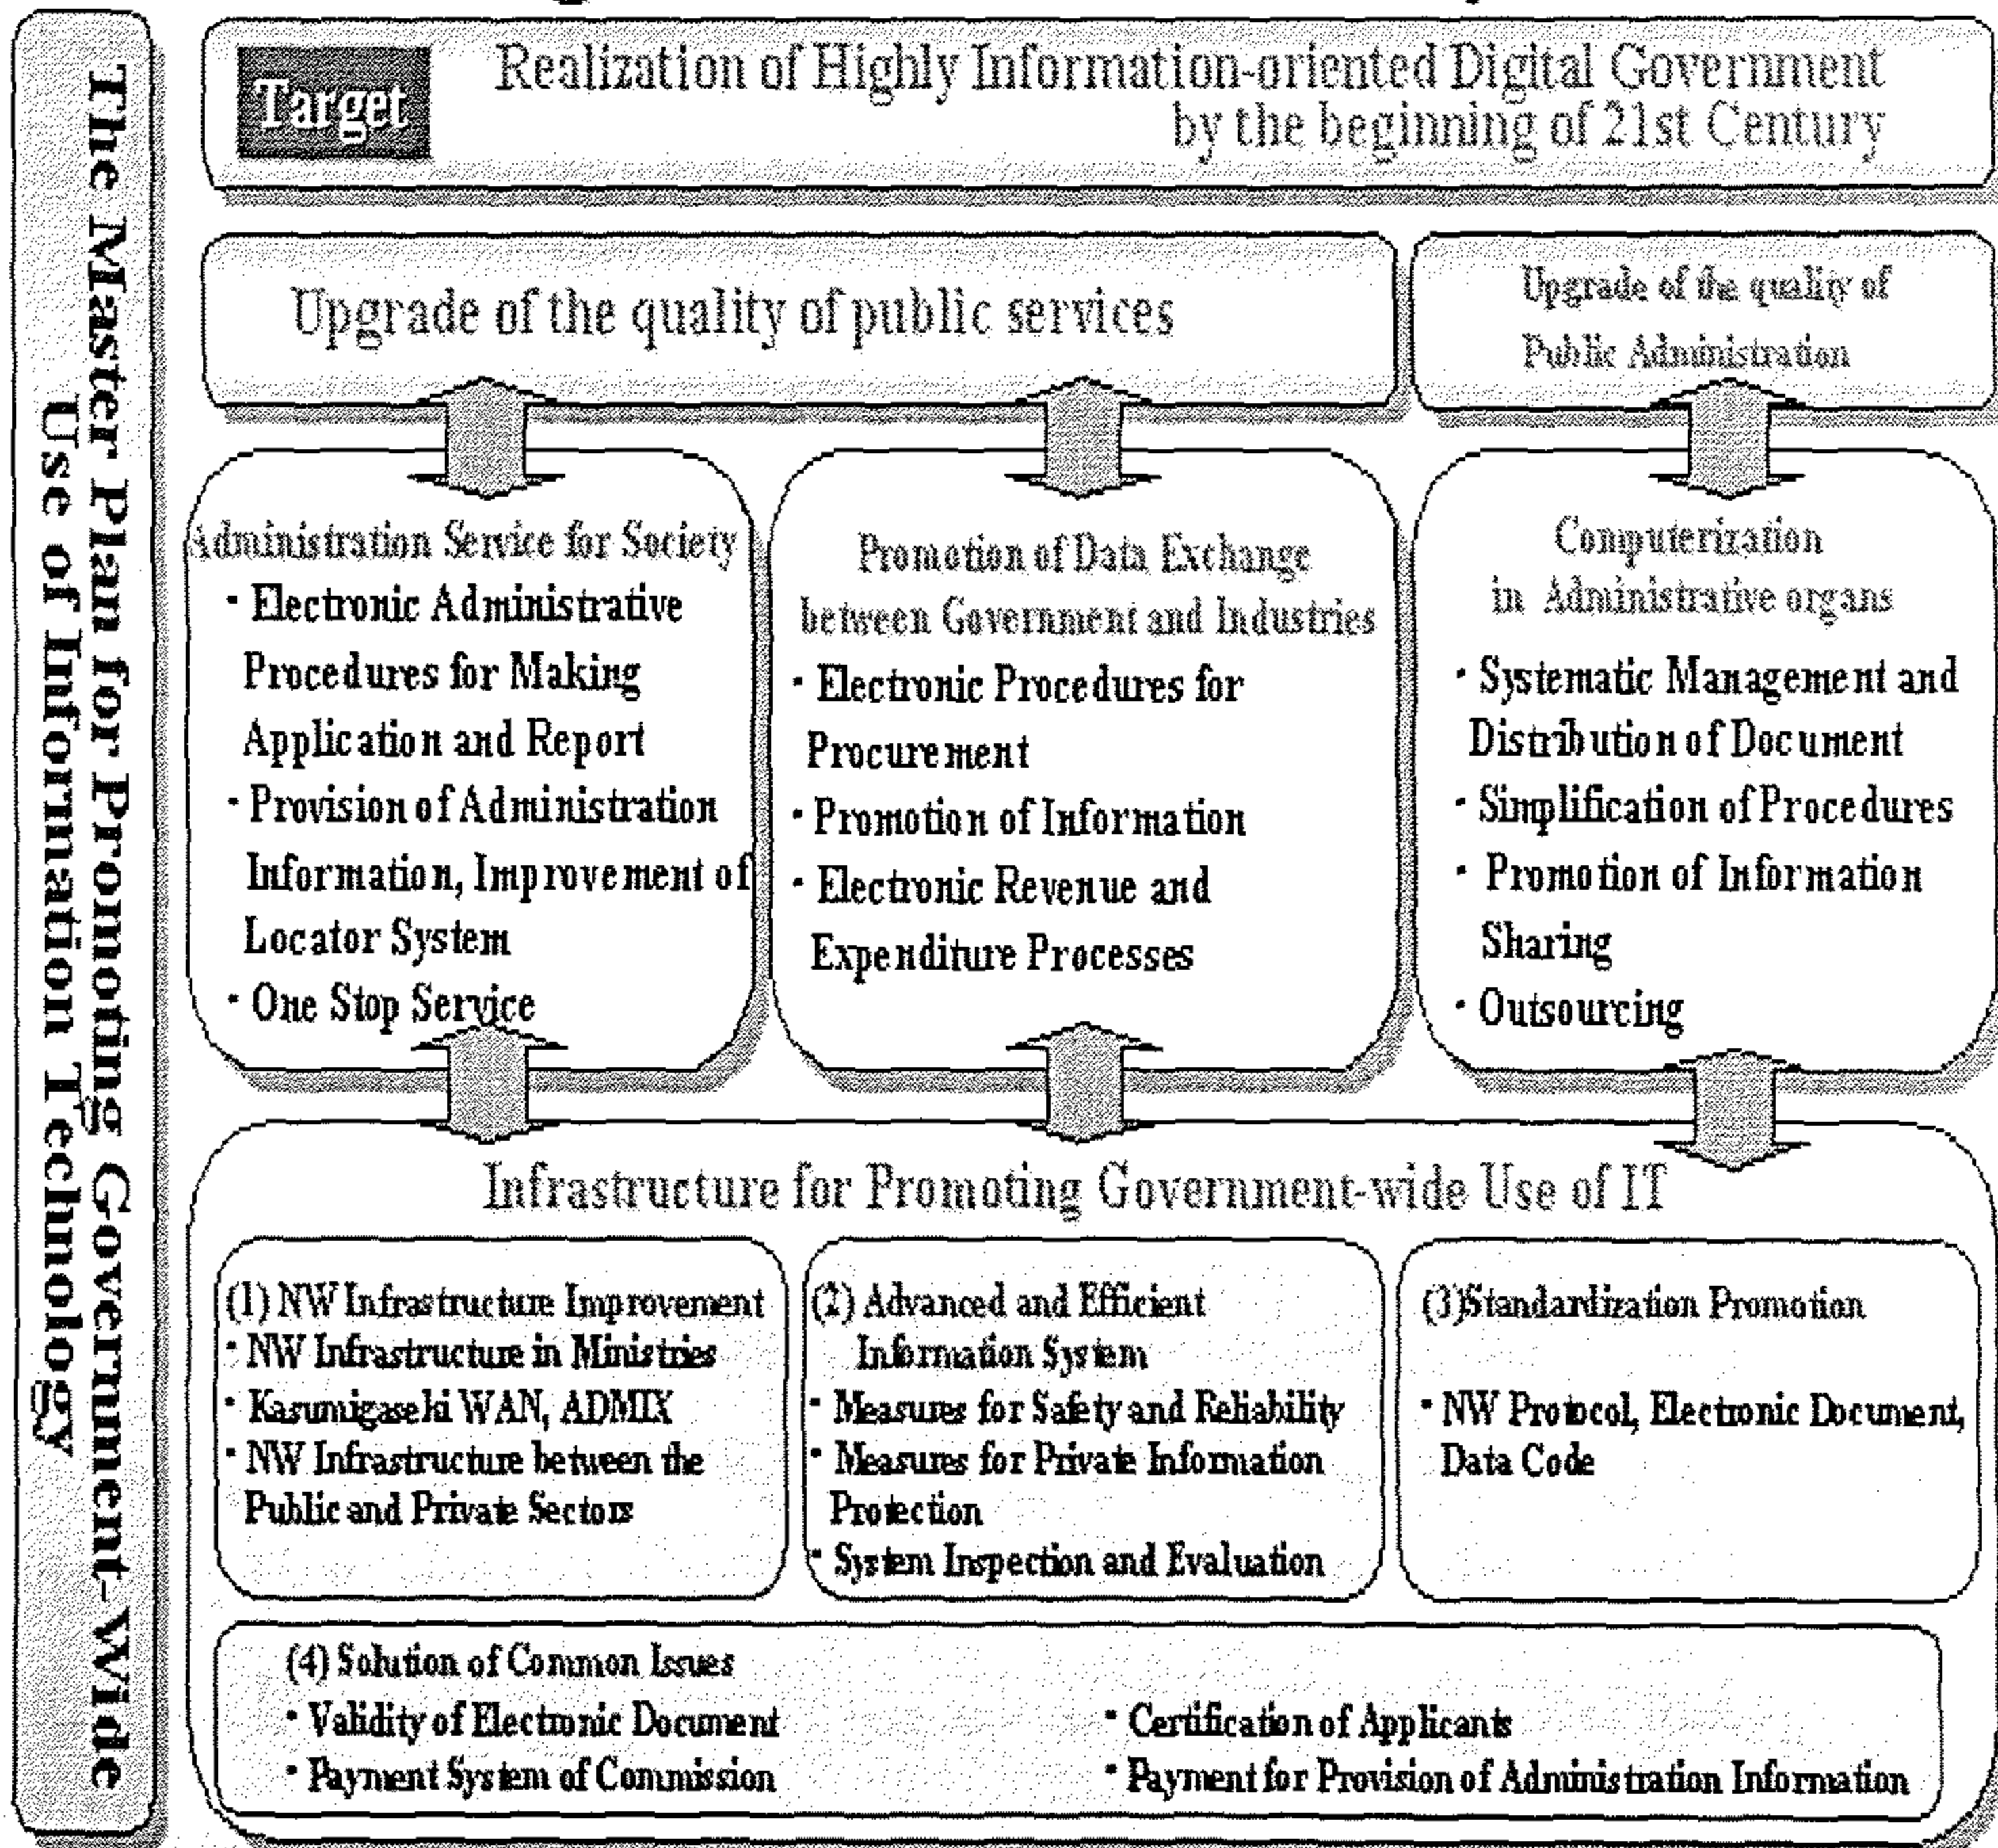 The Master Plan for Promoting Government-Wide
Use of Information Technology
Target
Realization of Highly Information-oriented Digital Government
by the beginning of 21st Century
Upgrade of the quality of public services
Upgrade of the quality of
Public Administration
Administration Service for Society
· Electronic Administrative
Procedures for Making
Application and Report
· Provision of Administration
Information, Improvement of
Locator System
· One Stop Service
Promotion of Data Exchange
between Government and Industries
· Electronic Procedures for
Procurement
· Promotion of Information
· Electronic Revenue and
Expenditure Processes
Computerization
in Administrative organs
· Systematic Management and
Distribution of Document
· Simplification of Procedures
· Promotion of Information
Sharing
· Outsourcing
Infrastructure for Promoting Government-wide Use of IT
(1) NW Infrastructure Improvement
· NW Infrastructure in Ministries
· Kasumigaseki WAN, ADMIX
· NW Infrastructure between the
Public and Private Sectors
(2) Advanced and Efficient
Information System
· Measures for Safety and Reliability
· Measures for Private Information
Protection
· System Inspection and Evaluation
(3)Standardization Promotion
· NW Protocol, Electronic Document,
Data Code
(4) Solution of Common Issues
· Validity of Electronic Document
· Payment System of Commission
· Certification of Applicants
· Payment for Provision of Administration Information